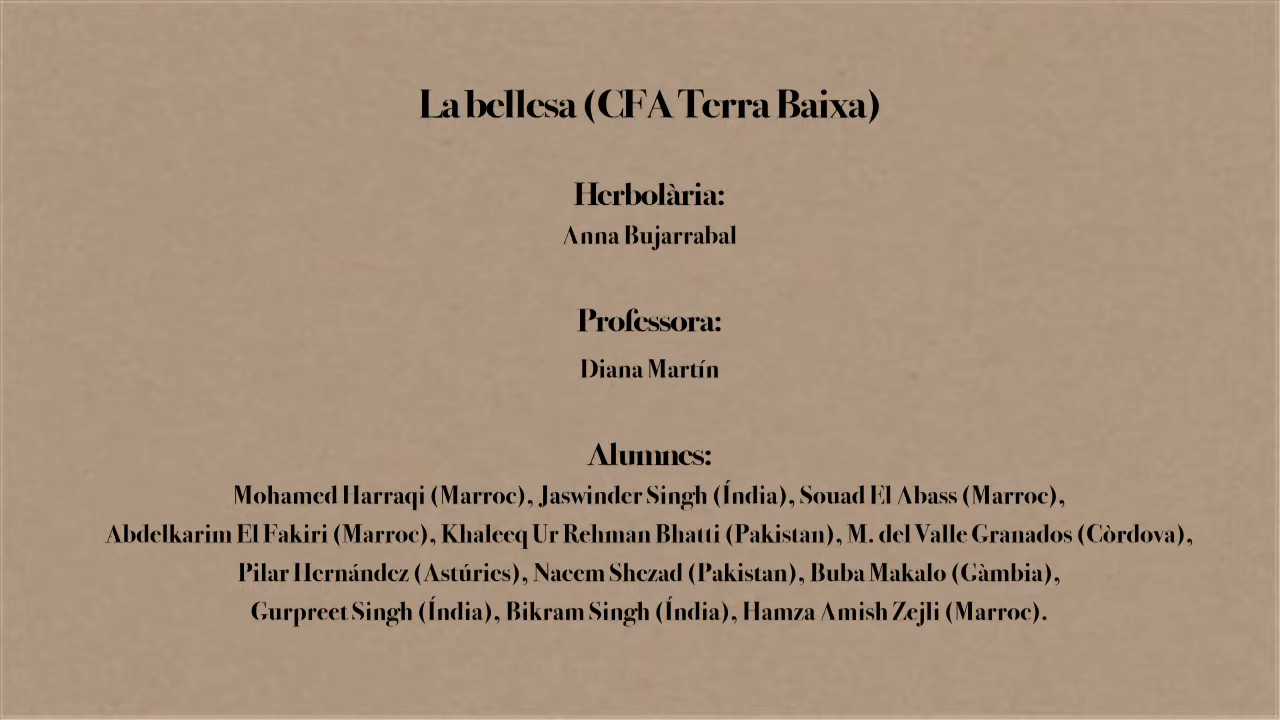 La bellesa (CFA Terra Baixa)
Herbolària:
Anna Bujarrabal
Professora:
Diana Martín
Alumnes:
Mohamed Harraqi (Marroc), Jaswinder Singh (Índia), Souad El Abass (Marroc),
Abdelkarim El Fakiri (Marroc), Khaleeq Ur Rehman Bhatti (Pakistan), M. del Valle Granados (Còrdova),
Pilar Hernández (Astúries), Naeem Shezad (Pakistan), Buba Makalo (Gàmbia),
Gurpreet Singh (Índia), Bikram Singh (Índia), Hamza Amish Zejli (Marroc).